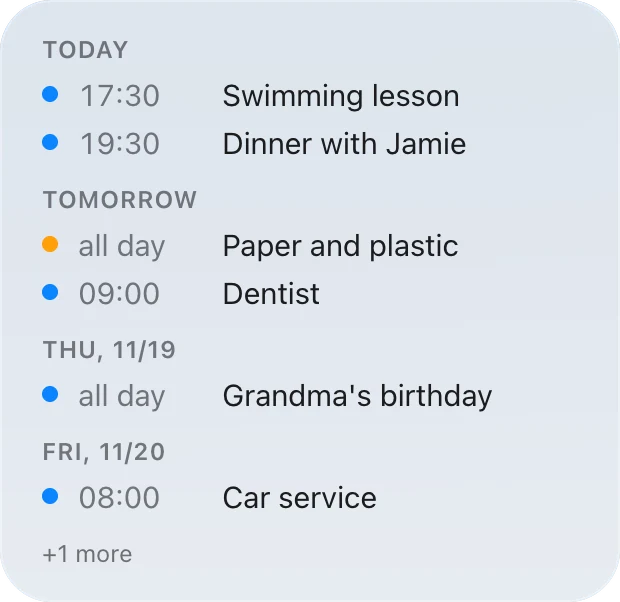 TODAY
17:30 Swimming lesson
19:30 Dinner with Jamie
TOMORROW
all day Paper and plastic
09:00 Dentist
THU, 11/19
all day Grandma's birthday
FRI, 11/20
08:00 Car service
+1 more